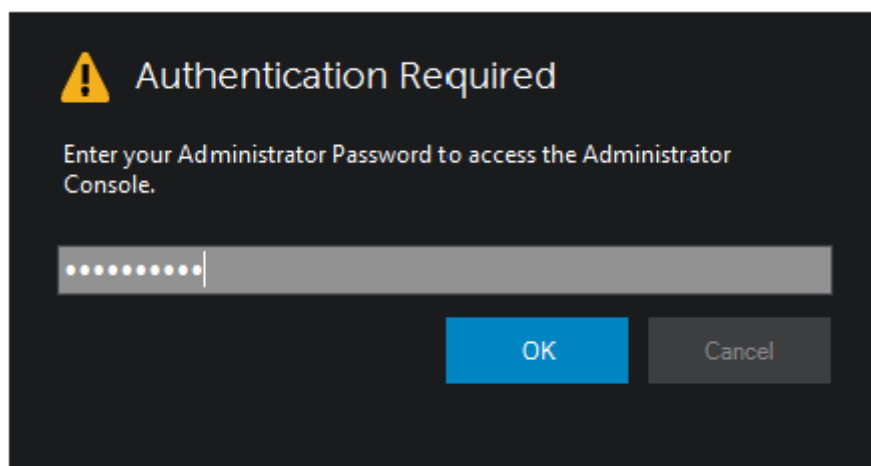 Authentication Required
Enter your Administrator Password to access the Administrator
Console.
••••••••••
OK
Cancel